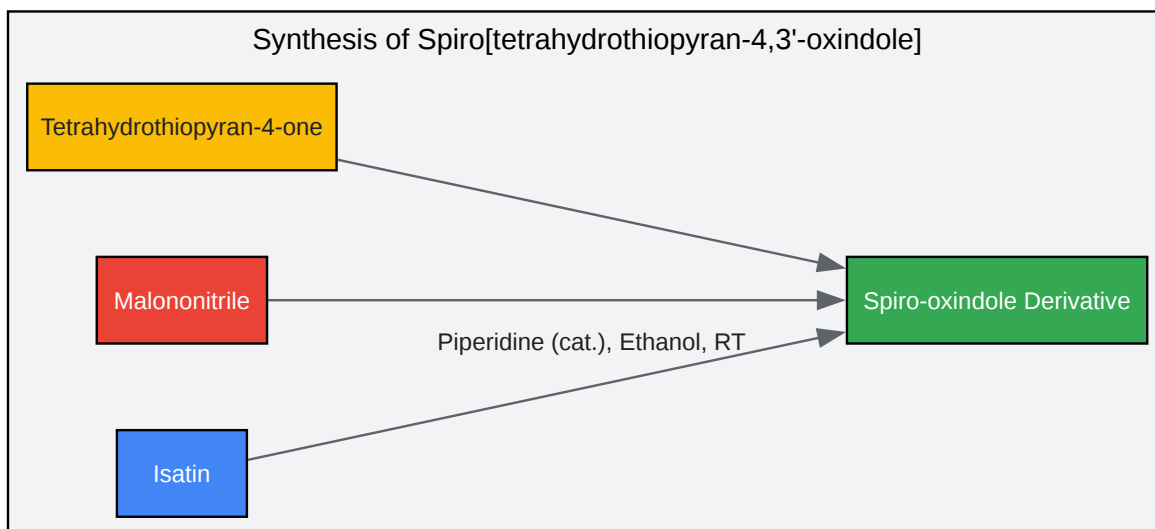 Synthesis of Spiro[tetrahydrothiopyran-4,3'-oxindole]
Tetrahydrothiopyran-4-one
Malononitrile
Spiro-oxindole Derivative
Piperidine (cat.), Ethanol, RT
Isatin